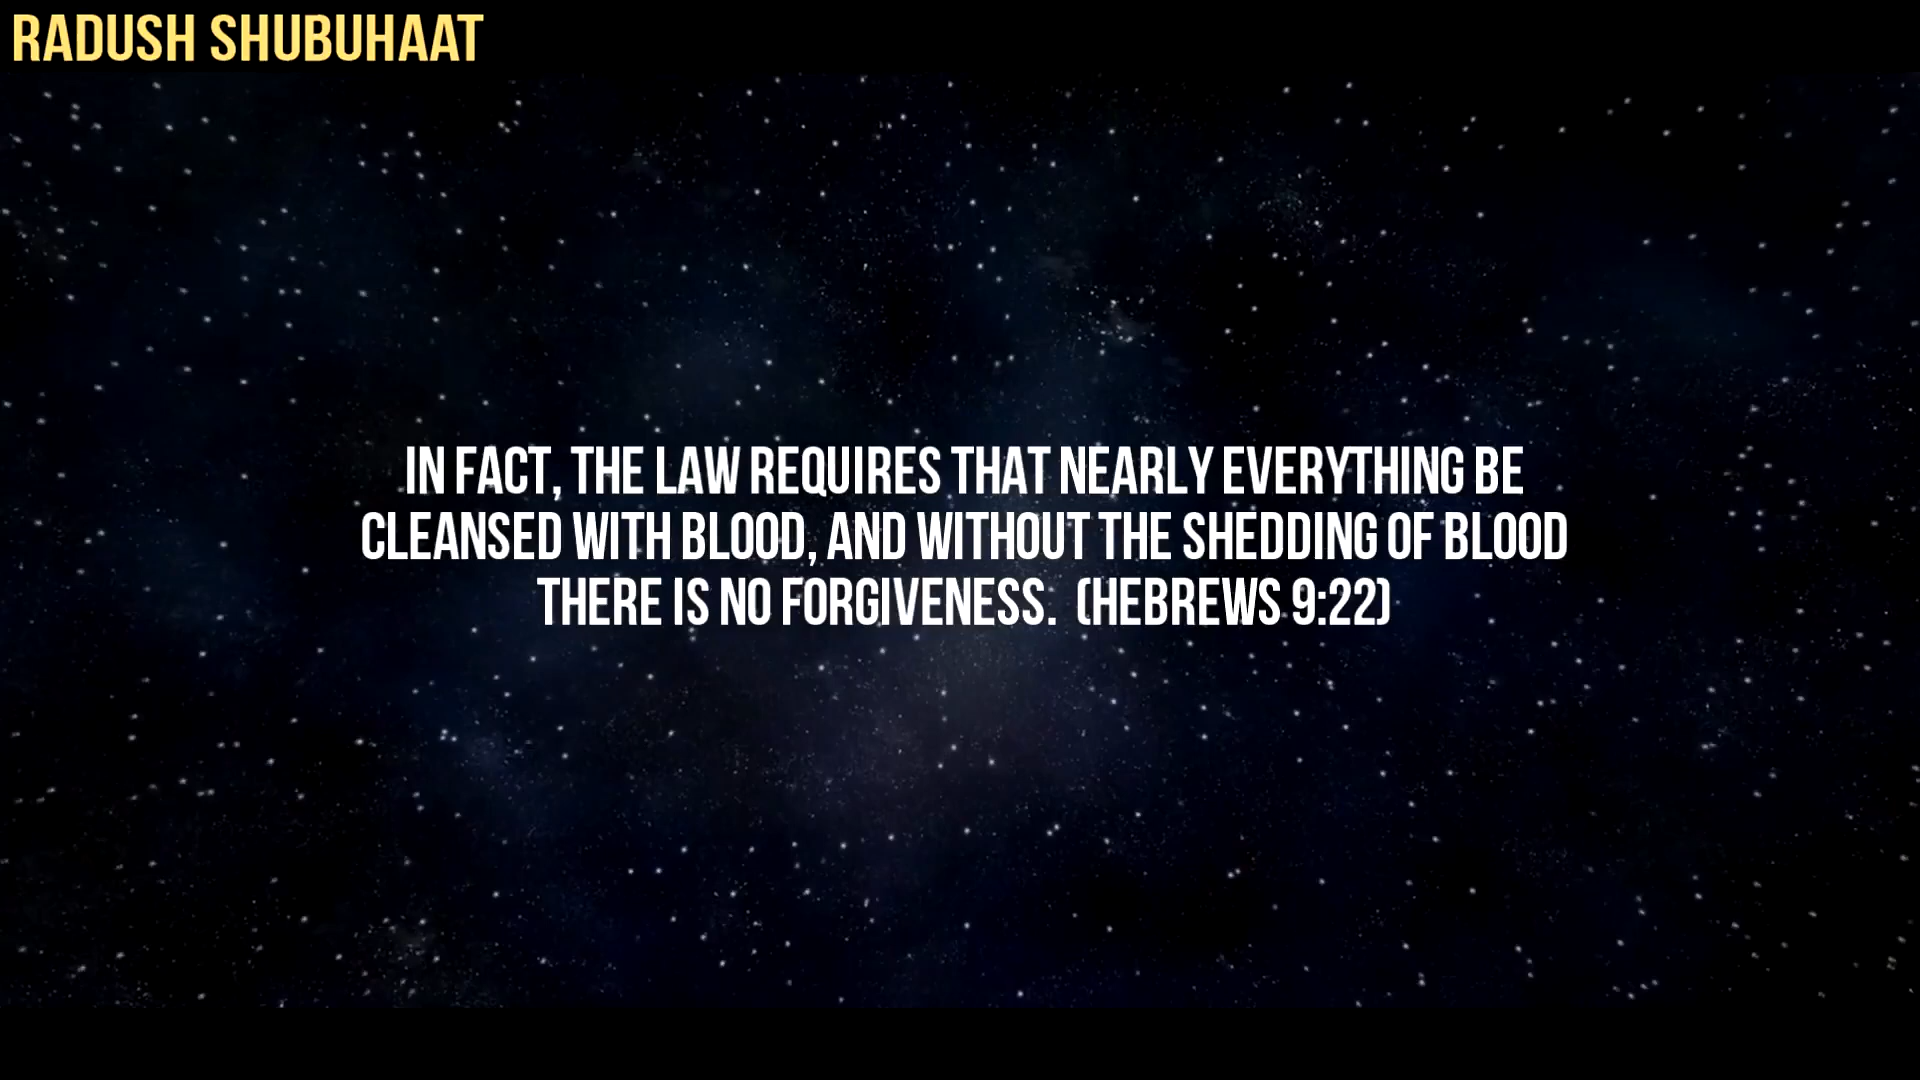 RADUSH SHUBUHAAT
IN FACT, THE LAW REQUIRES THAT NEARLY EVERYTHING BE
CLEANSED WITH BLOOD, AND WITHOUT THE SHEDDING OF BLOOD
THERE IS NO FORGIVENESS. (HEBREWS 9:22)